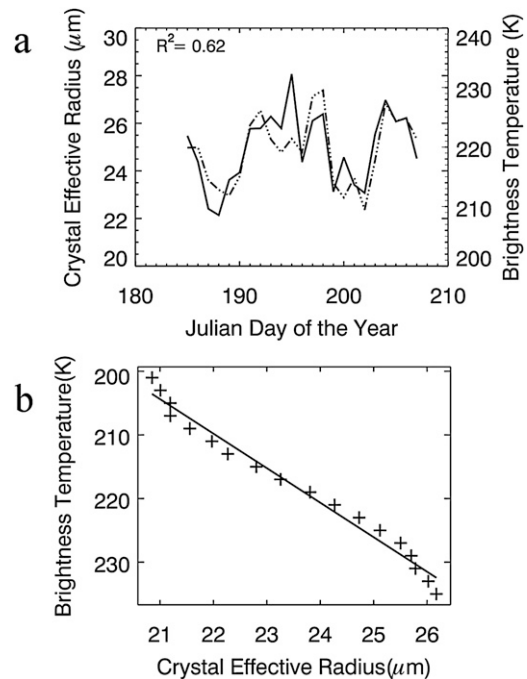 a
R²= 0.62
Crystal Effective Radius (μm)
30
28
26
24
22
20
Brightness Temperature (K)
240
230
220
210
200
180 190 200 210
Julian Day of the Year
b
Brightness Temperature(K)
200
210
220
230
21 22 23 24 25 26
Crystal Effective Radius(μm)